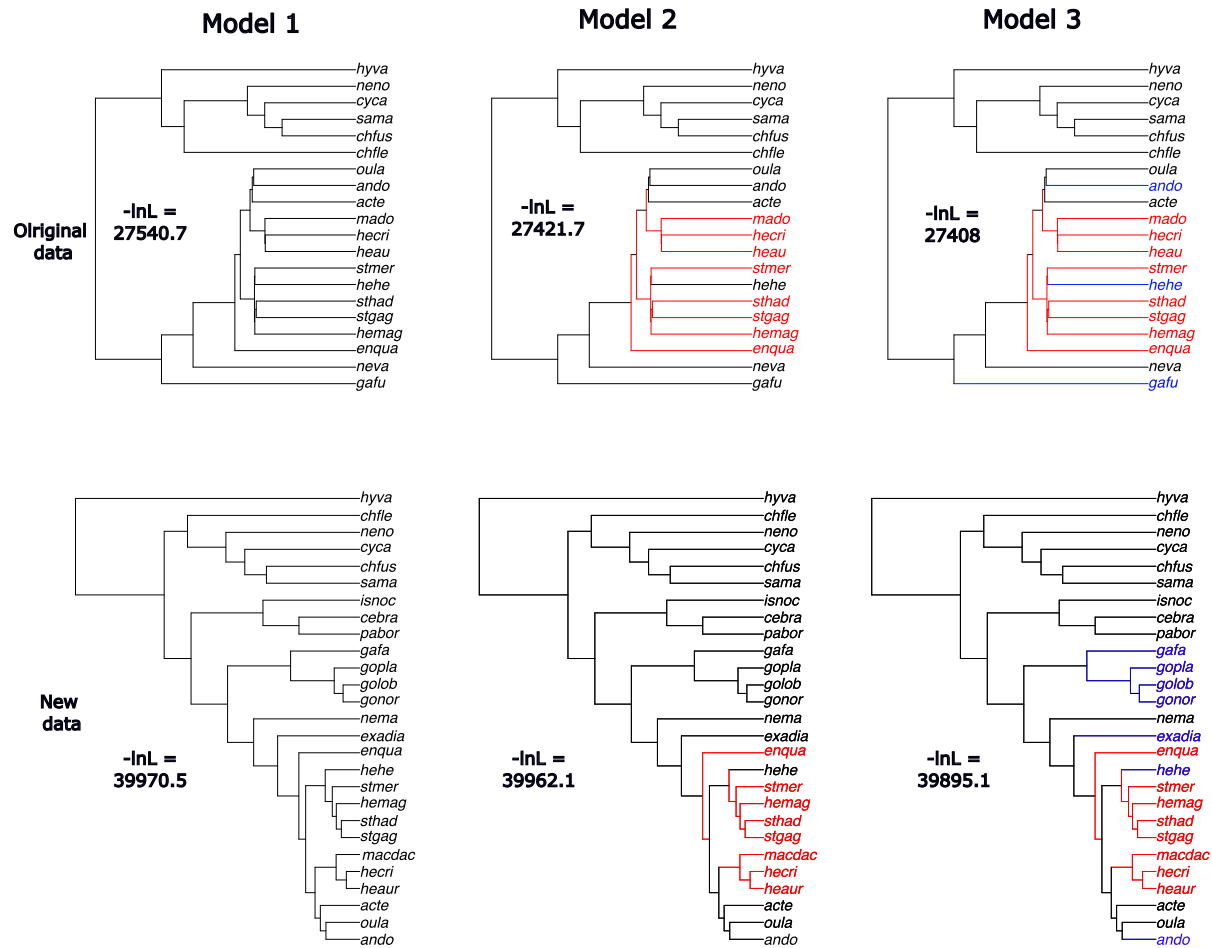 Model 1
Model 2
Model 3
Olriginal
data
-lnL =
27540.7
hyva
neno
cyca
sama
chfus
chfle
oula
ando
acte
mado
hecri
heau
stmer
hehe
sthad
stgag
hemag
enqua
neva
gafu
-lnL =
27421.7
hyva
neno
cyca
sama
chfus
chfle
oula
ando
acte
mado
hecri
heau
stmer
hehe
sthad
stgag
hemag
enqua
neva
gafu
-lnL =
27408
hyva
neno
cyca
sama
chfus
chfle
oula
ando
acte
mado
hecri
heau
stmer
hehe
sthad
stgag
hemag
enqua
neva
gafu
New
data
-lnL =
39970.5
hyva
chfle
neno
cyca
chfus
sama
isnoc
cebra
pabor
gafa
gopla
golob
gonor
nema
exadia
enqua
hehe
stmer
hemag
sthad
stgag
macdac
hecri
heaur
acte
oula
ando
-lnL =
39962.1
hyva
chfle
neno
cyca
chfus
sama
isnoc
cebra
pabor
gafa
gopla
golob
gonor
nema
exadia
enqua
hehe
stmer
hemag
sthad
stgag
macdac
hecri
heaur
acte
oula
ando
-lnL =
39895.1
hyva
chfle
neno
cyca
chfus
sama
isnoc
cebra
pabor
gafa
gopla
golob
gonor
nema
exadia
enqua
hehe
stmer
hemag
sthad
stgag
macdac
hecri
heaur
acte
oula
ando